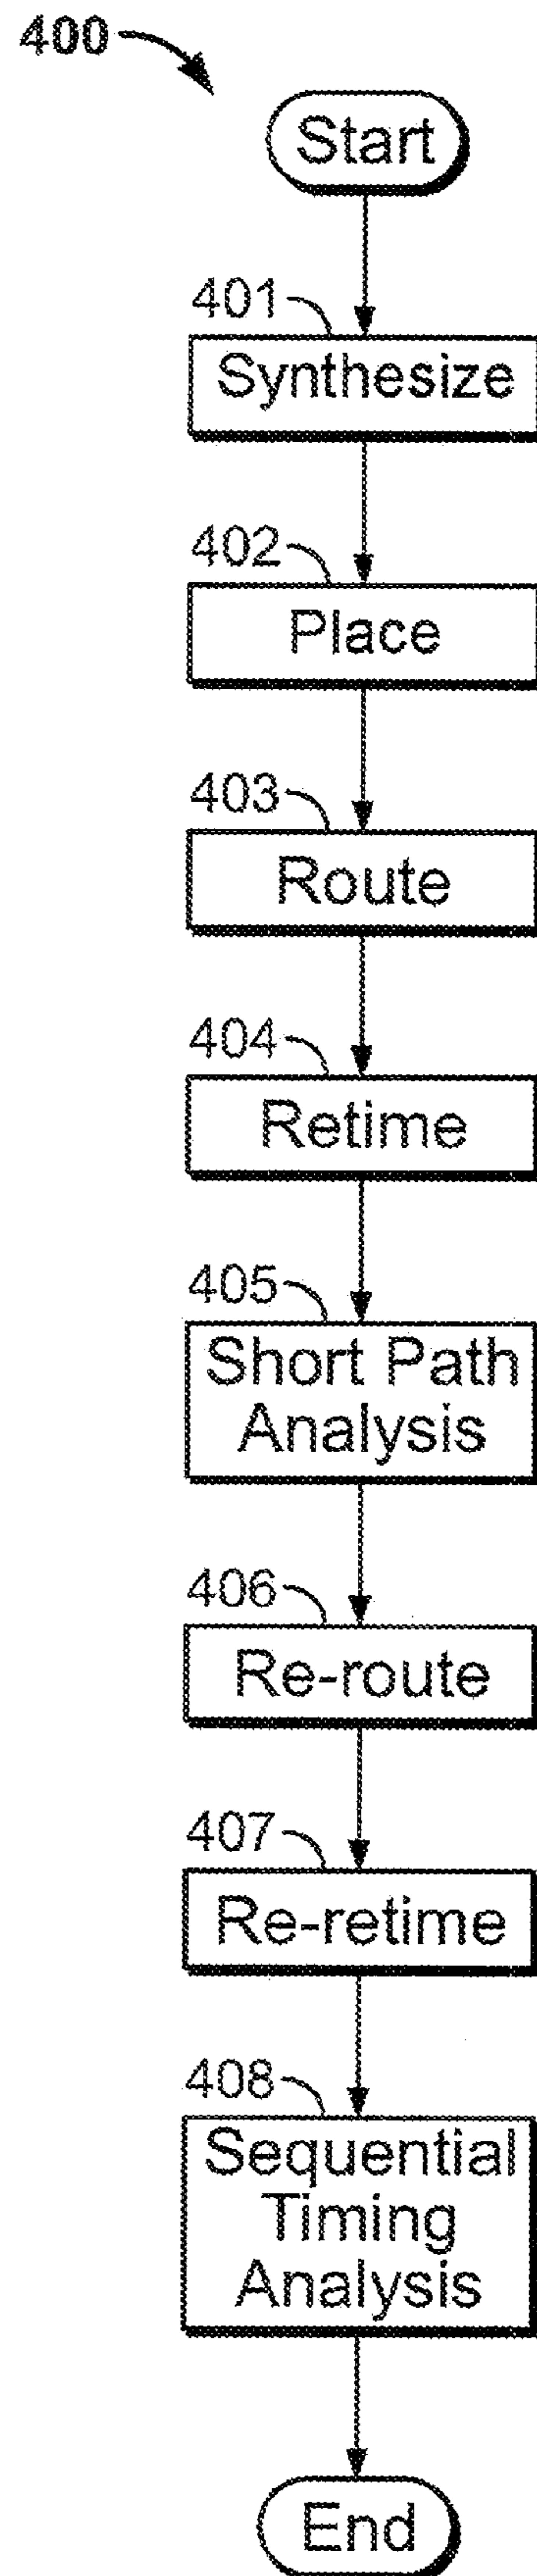 400
Start
401
Synthesize
402
Place
403
Route
404
Retime
405
Short Path
Analysis
406
Re-route
407
Re-retime
408
Sequential
Timing
Analysis
End